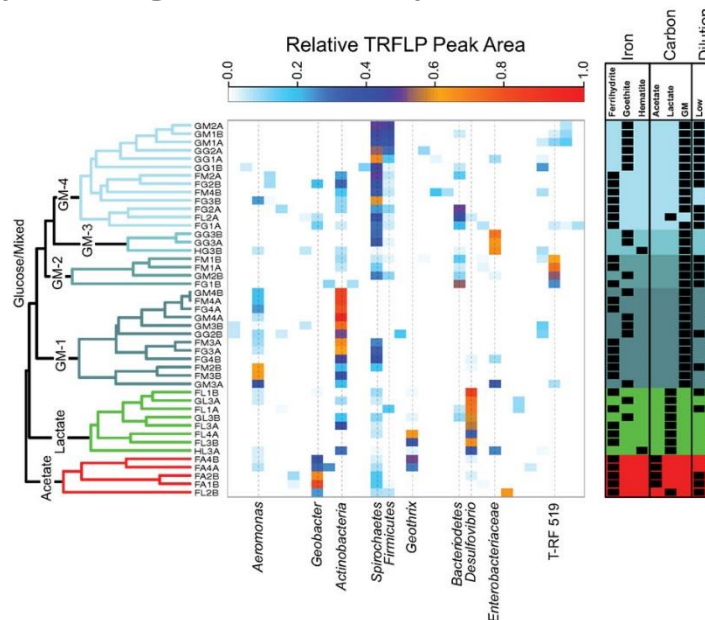 Relative TRFLP Peak Area
0.0 0.2 0.4 0.6 0.8 1.0
Iron Carbon Dilution
Ferrihydrite Goethite Hematite Acetate Lactate GM Low
Glucose/Mixed
GM-4
GM-3
GM-2
GM-1
Lactate
Acetate
GM2A
GM1B
GM1A
GG2A
GG1A
GG1B
FM2A
FG2B
FM4B
FG3B
FG2A
FL2A
FG1A
GG3B
GG3A
HG3B
FM1B
FM1A
GM2B
FG1B
GM4B
FM4A
FG4A
GM4A
GM3B
GG2B
FM3A
FG3A
FG4B
FM2B
FM3B
GM3A
FL1B
GL3A
FL1A
GL3B
FL3A
FL4A
FL3B
HL3A
FA4B
FA4A
FA2B
FA1B
FL2B
Aeromonas
Geobacter
Actinobacteria
Spirochaetes
Firmicutes
Geothrix
Bacteriodetes
Desulfovibrio
Enterobacteriaceae
T-RF 519